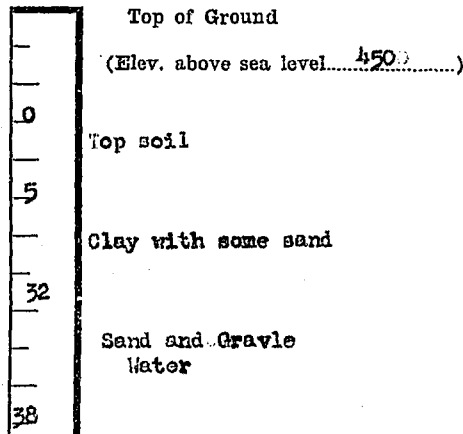 Top of Ground
(Elev. above sea level 4500)
0
Top soil
5
Clay with some sand
32
Sand and Gravle
Water
38